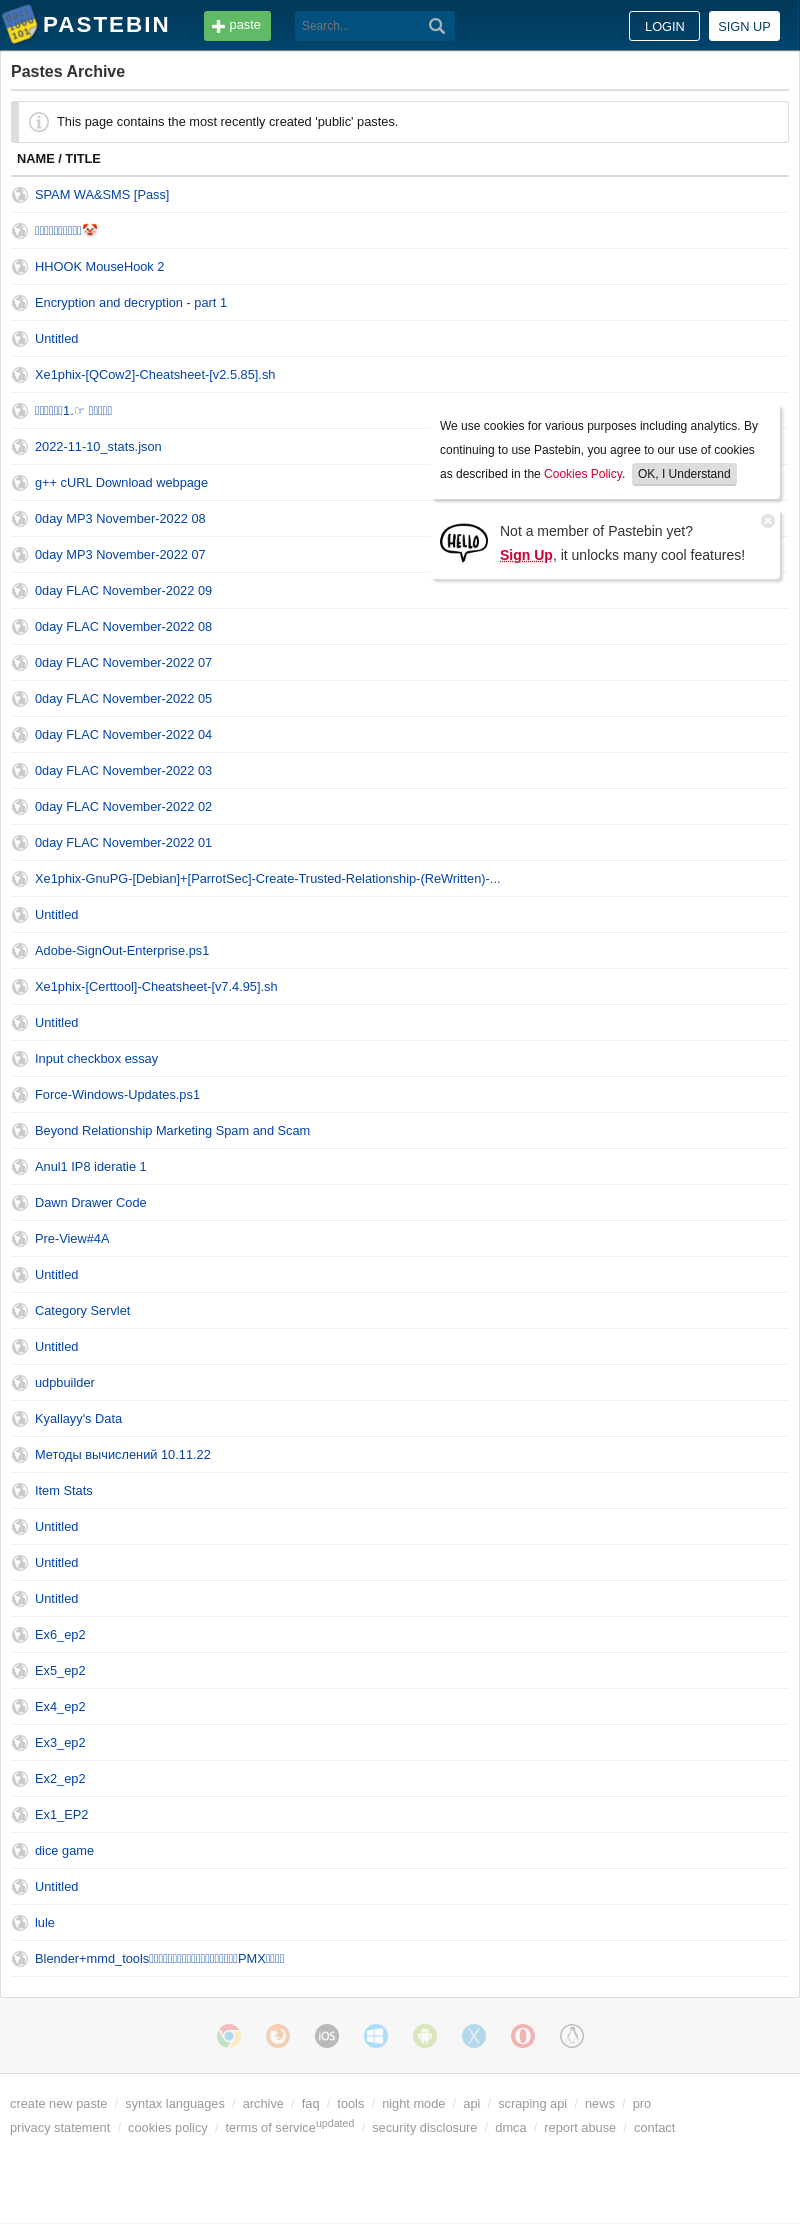 PASTEBIN
paste
Search...
LOGIN
SIGN UP
Pastes Archive
This page contains the most recently created 'public' pastes.
NAME / TITLE
SPAM WA&SMS [Pass]
🤡
HHOOK MouseHook 2
Encryption and decryption - part 1
Untitled
Xe1phix-[QCow2]-Cheatsheet-[v2.5.85].sh
1.☞
2022-11-10_stats.json
g++ cURL Download webpage
0day MP3 November-2022 08
0day MP3 November-2022 07
We use cookies for various purposes including analytics. By
continuing to use Pastebin, you agree to our use of cookies
as described in the Cookies Policy. OK, I Understand
Not a member of Pastebin yet?
HELLO
Sign Up, it unlocks many cool features!
0day FLAC November-2022 09
0day FLAC November-2022 08
0day FLAC November-2022 07
0day FLAC November-2022 05
0day FLAC November-2022 04
0day FLAC November-2022 03
0day FLAC November-2022 02
0day FLAC November-2022 01
Xe1phix-GnuPG-[Debian]+[ParrotSec]-Create-Trusted-Relationship-(ReWritten)-...
Untitled
Adobe-SignOut-Enterprise.ps1
Xe1phix-[Certtool]-Cheatsheet-[v7.4.95].sh
Untitled
Input checkbox essay
Force-Windows-Updates.ps1
Beyond Relationship Marketing Spam and Scam
Anul1 IP8 ideratie 1
Dawn Drawer Code
Pre-View#4A
Untitled
Category Servlet
Untitled
udpbuilder
Kyallayy's Data
Методы вычислений 10.11.22
Item Stats
Untitled
Untitled
Untitled
Ex6_ep2
Ex5_ep2
Ex4_ep2
Ex3_ep2
Ex2_ep2
Ex1_EP2
dice game
Untitled
lule
Blender+mmd_tools PMX
iOS
create new paste / syntax languages / archive / faq / tools / night mode / api / scraping api / news / pro
privacy statement / cookies policy / terms of service updated / security disclosure / dmca / report abuse / contact